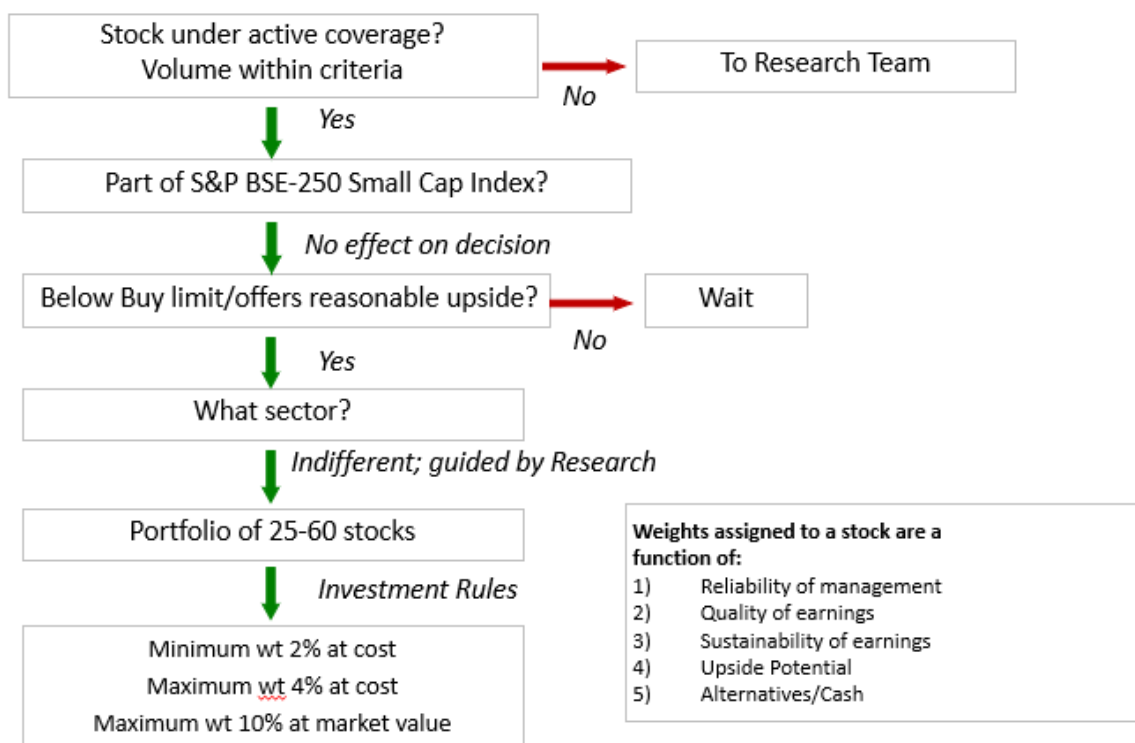 Stock under active coverage?
Volume within criteria
To Research Team
No
Yes
Part of S&P BSE-250 Small Cap Index?
No effect on decision
Below Buy limit/offers reasonable upside?
Wait
No
Yes
What sector?
Indifferent; guided by Research
Portfolio of 25-60 stocks
Investment Rules
Minimum wt 2% at cost
Maximum wt 4% at cost
Maximum wt 10% at market value
Weights assigned to a stock are a
function of:
1) Reliability of management
2) Quality of earnings
3) Sustainability of earnings
4) Upside Potential
5) Alternatives/Cash